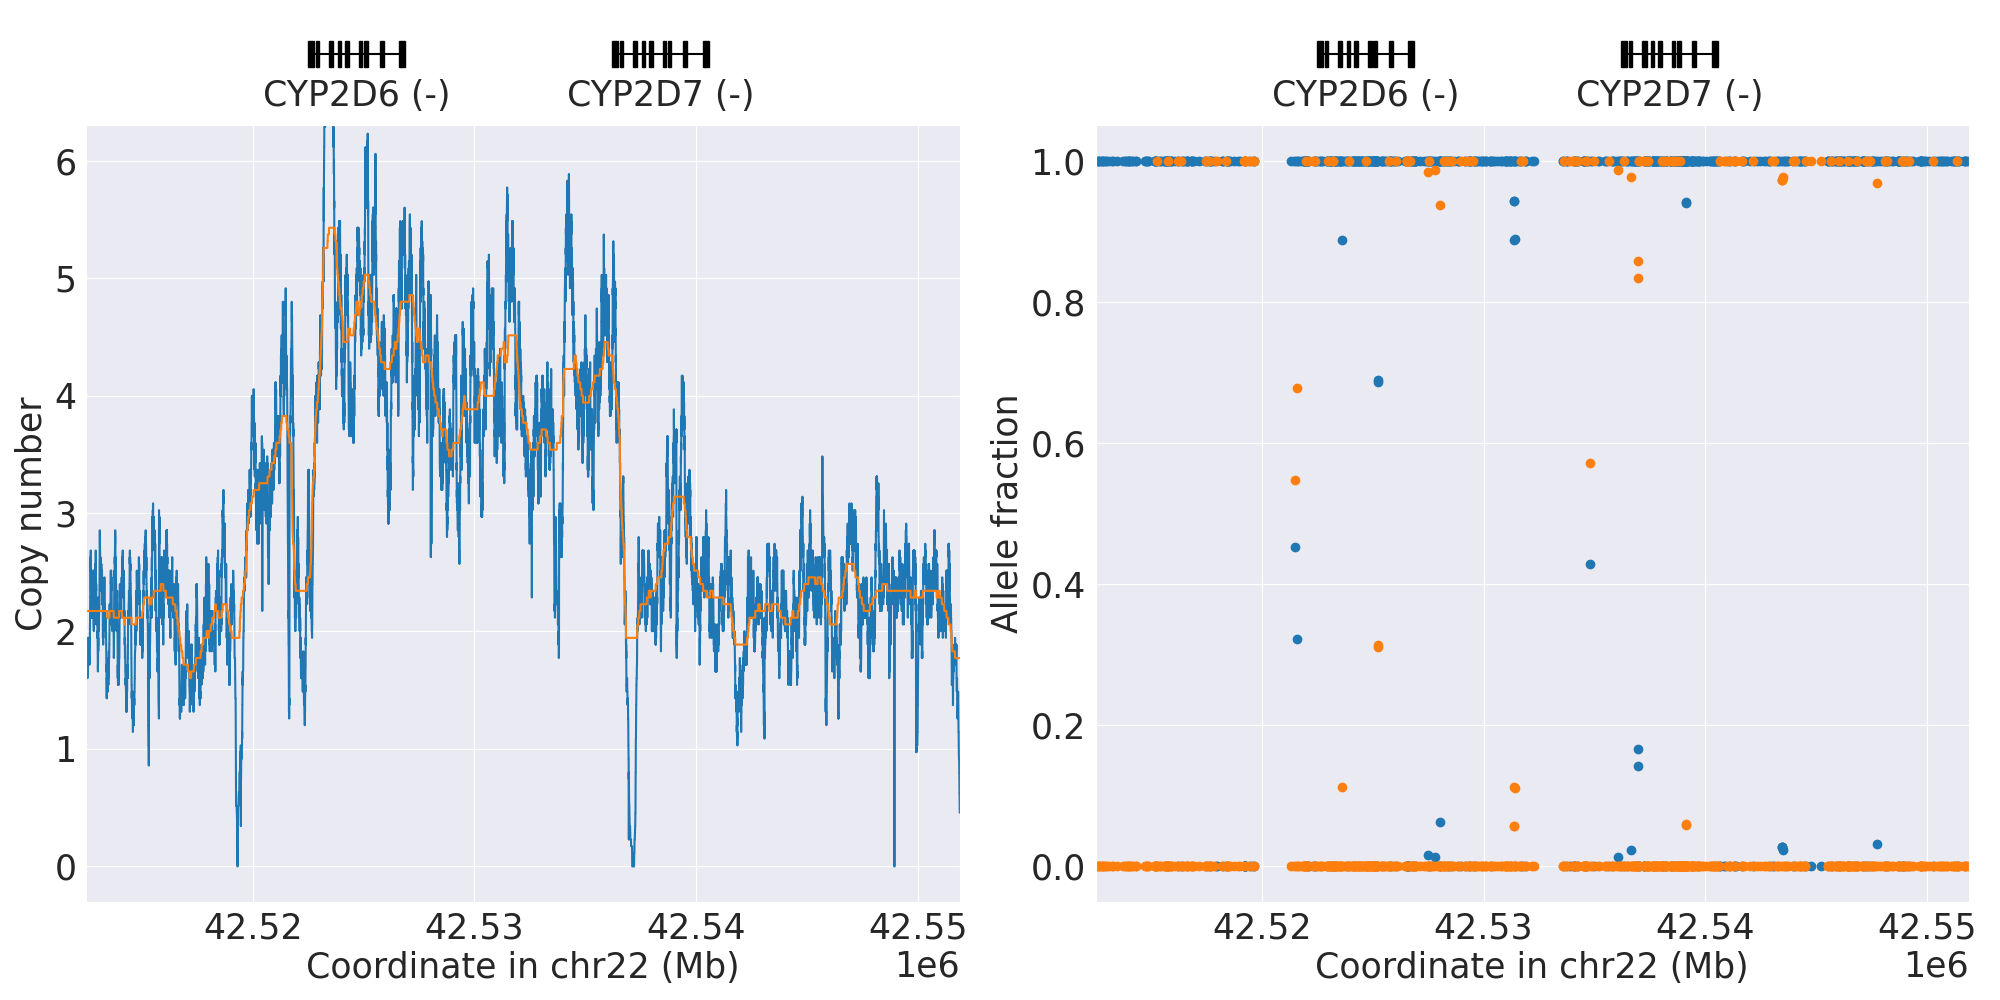 CYP2D6 (-) CYP2D7 (-)
6
5
4
3
2
1
0
Copy number
42.52 42.53 42.54 42.55
Coordinate in chr22 (Mb)
1e6
CYP2D6 (-) CYP2D7 (-)
1.0
0.8
0.6
0.4
0.2
0.0
Allele fraction
42.52 42.53 42.54 42.55
Coordinate in chr22 (Mb)
1e6